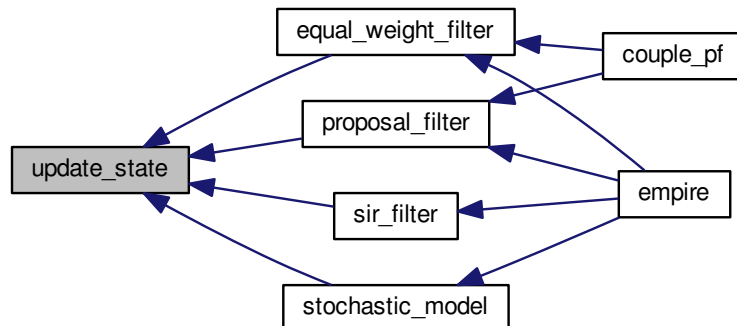 equal_weight_filter
couple_pf
proposal_filter
update_state
empire
sir_filter
stochastic_model